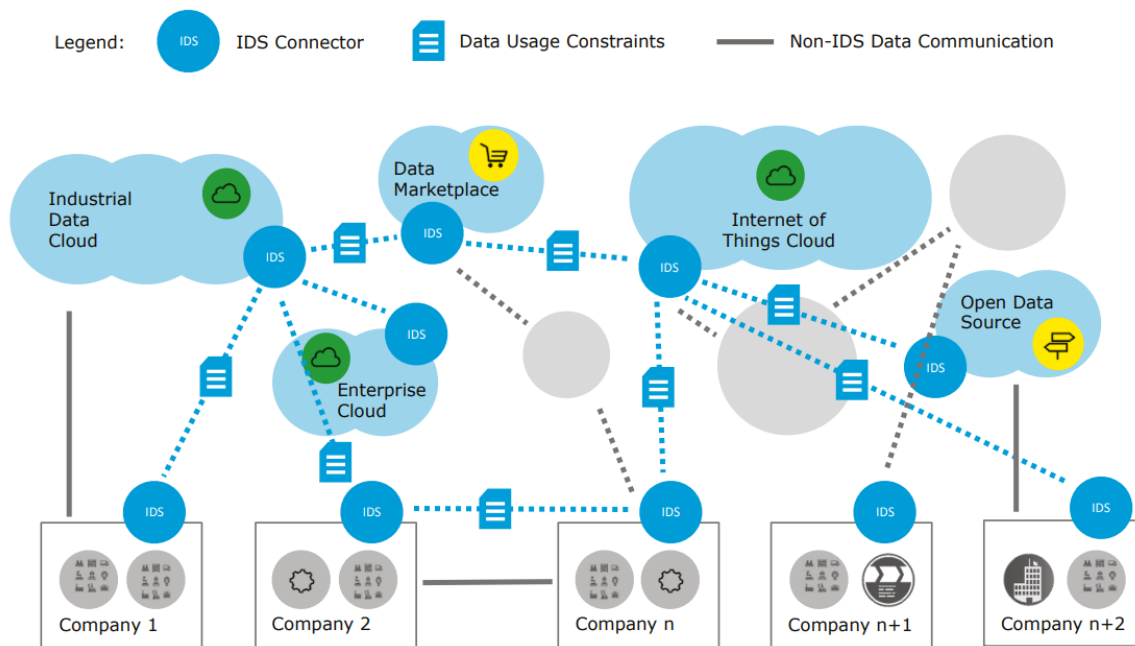 Legend:
IDS
IDS Connector
Data Usage Constraints
Non-IDS Data Communication
Industrial
Data
Cloud
IDS
Data
Marketplace
IDS
Internet of
Things Cloud
IDS
Open Data
Source
IDS
Enterprise
Cloud
IDS
IDS
IDS
IDS
IDS
IDS
Company 1
Company 2
Company n
Company n+1
Company n+2